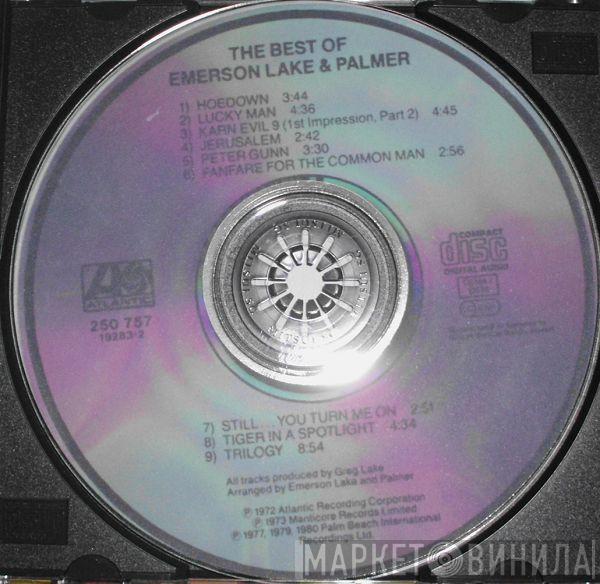 THE BEST OF
EMERSON LAKE & PALMER
1) HOEDOWN 3:44
2) LUCKY MAN 4:36
3) KARN EVIL 9 (1st Impression, Part 2) 4:45
4) JERUSALEM 2:42
5) PETER GUNN 3:30
6) FANFARE FOR THE COMMON MAN 2:56
COMPACT
disc
DIGITAL AUDIO
ATLANTIC
250 757
19283-2
7) STILL...YOU TURN ME ON 2:51
8) TIGER IN A SPOTLIGHT 4:34
9) TRILOGY 8:54
All tracks produced by Greg Lake
Arranged by Emerson Lake and Palmer
℗ 1972 Atlantic Recording Corporation
℗ 1973 Manticore Records Limited
℗ 1977, 1979, 1980 Palm Beach International
Recordings Ltd.
МАРКЕТ ВИНИЛА